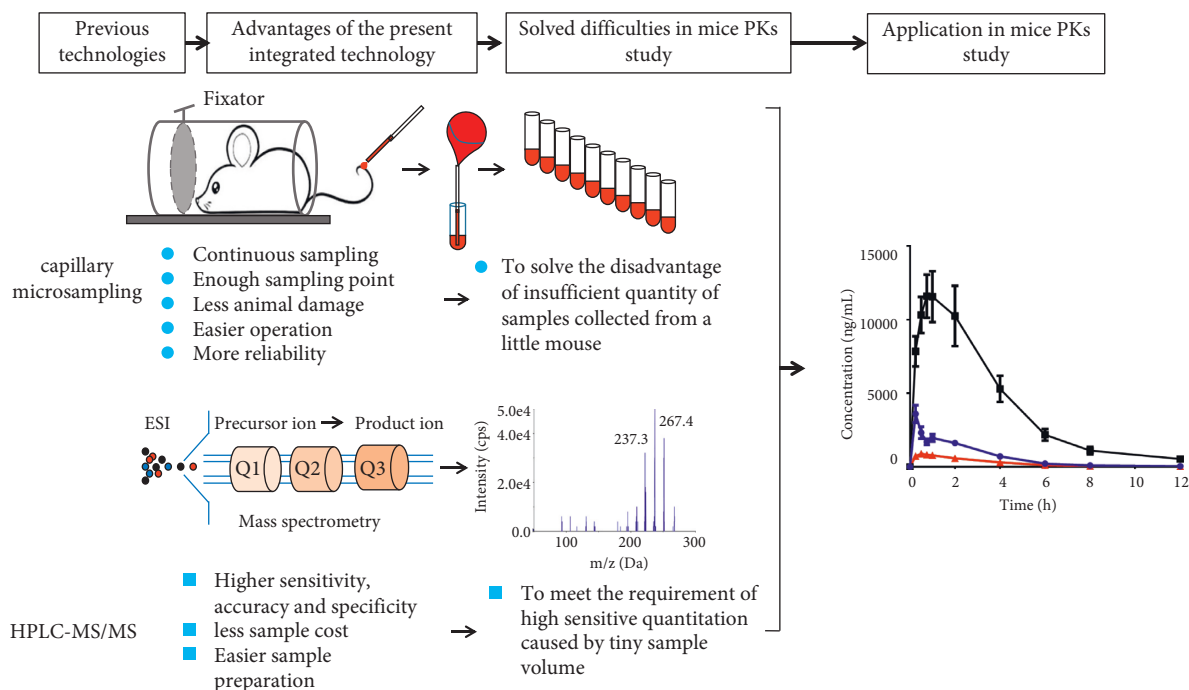 Previous
technologies
Advantages of the present
integrated technology
Solved difficulties in mice PKs
study
Application in mice PKs
study
Fixator
capillary
microsampling
Continuous sampling
Enough sampling point
Less animal damage
Easier operation
More reliability
To solve the disadvantage
of insufficient quantity of
samples collected from a
little mouse
ESI
Precursor ion
Product ion
Q1
Q2
Q3
Mass spectrometry
Intensity (cps)
5.0e4
4.0
3.0
2.0
1.0
0.0
237.3
267.4
100
200
300
m/z (Da)
HPLC-MS/MS
Higher sensitivity,
accuracy and specificity
less sample cost
Easier sample
preparation
To meet the requirement of
high sensitive quantitation
caused by tiny sample
volume
Concentration (ng/mL)
15000
10000
5000
0
0
2
4
6
8
10
12
Time (h)